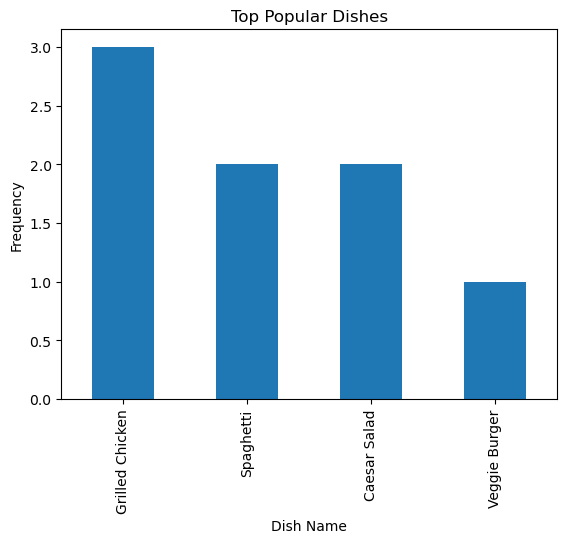 Top Popular Dishes
3.0
2.5
2.0
1.5
1.0
0.5
0.0
Frequency
Grilled Chicken
Spaghetti
Caesar Salad
Veggie Burger
Dish Name